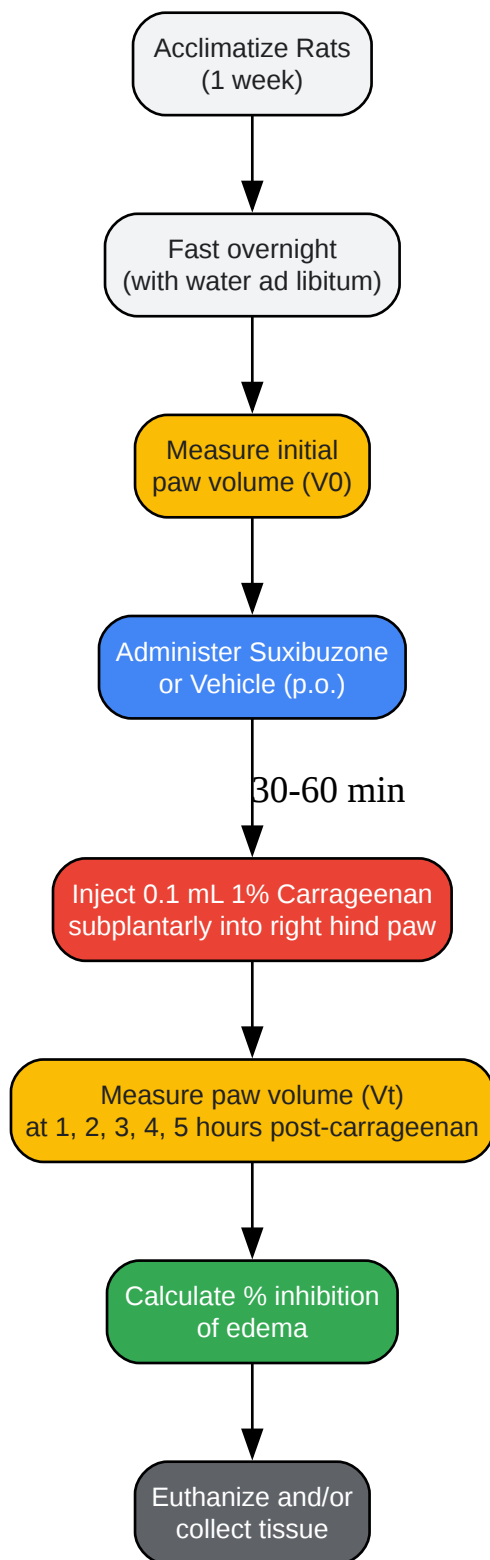 Acclimatize Rats
(1 week)
Fast overnight
(with water ad libitum)
Measure initial
paw volume (V0)
Administer Suxibuzone
or Vehicle (p.o.)
30-60 min
Inject 0.1 mL 1% Carrageenan
subplantarly into right hind paw
Measure paw volume (Vt)
at 1, 2, 3, 4, 5 hours post-carrageenan
Calculate % inhibition
of edema
Euthanize and/or
collect tissue